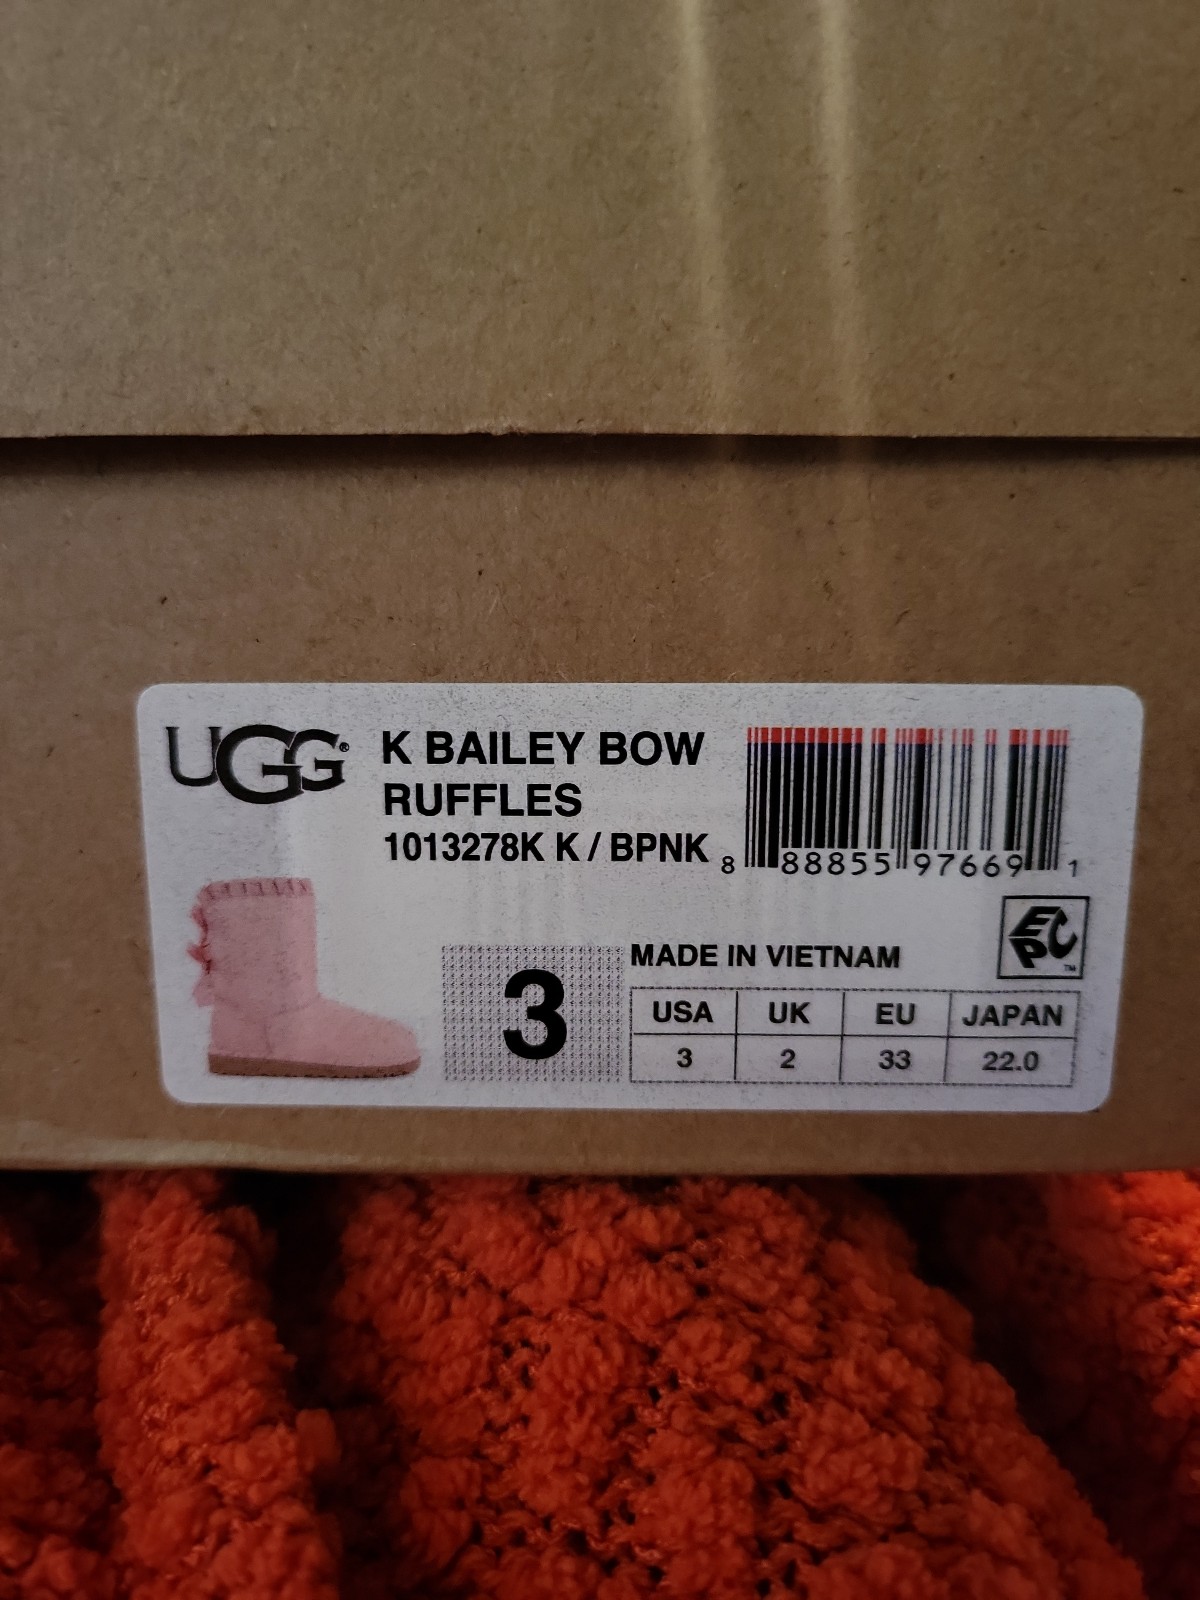 UGG®
K BAILEY BOW
RUFFLES
1013278K K / BPNK
8 88855 97669 1
3
MADE IN VIETNAM
EPC™
USA UK EU JAPAN
3 2 33 22.0